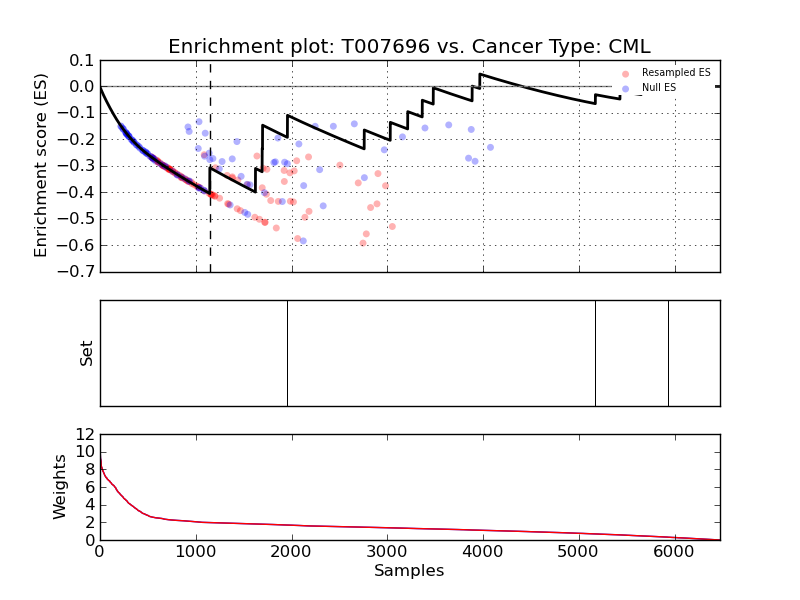 Enrichment plot: T007696 vs. Cancer Type: CML
Enrichment score (ES)
0.1
0.0
−0.1
−0.2
−0.3
−0.4
−0.5
−0.6
−0.7
Resampled ES
Null ES
Set
Weights
12
10
8
6
4
2
0
0 1000 2000 3000 4000 5000 6000
Samples